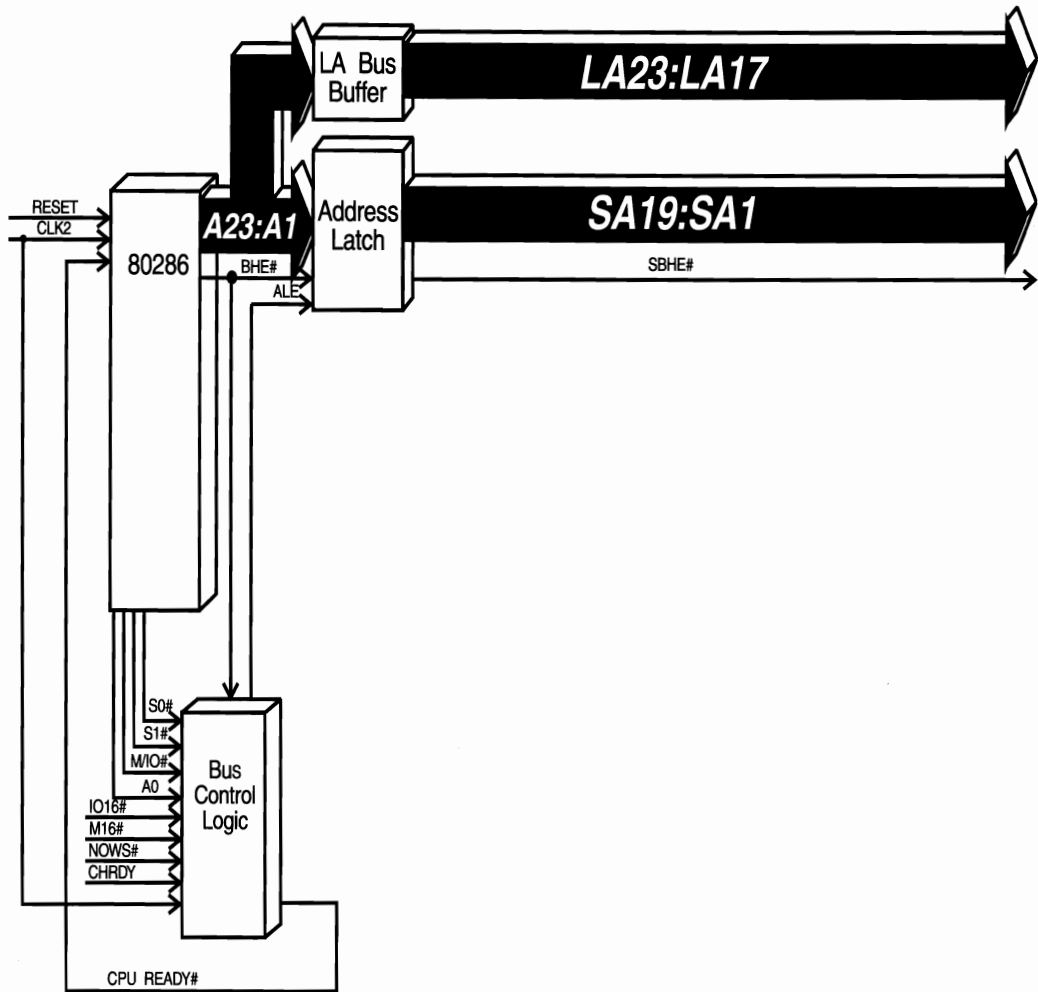 LA Bus
Buffer
LA23:LA17
RESET
CLK2
80286
A23:A1
Address
Latch
SA19:SA1
BHE#
ALE
SBHE#
S0#
S1#
M/IO#
A0
IO16#
M16#
NOWS#
CHRDY
Bus
Control
Logic
CPU READY#